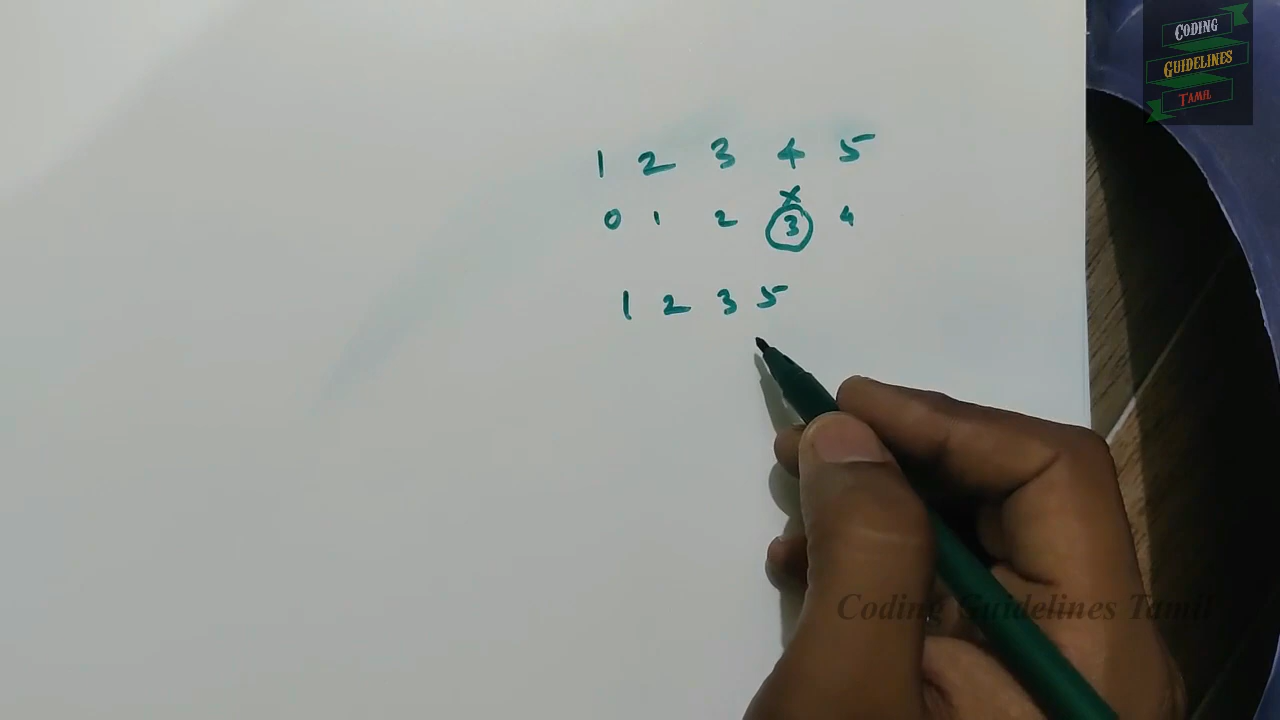 CODING
GUIDELINES
TAMIL
1 2 3 4 5
x
0 1 2 3 4
1 2 3 5
Coding Guidelines Tamil